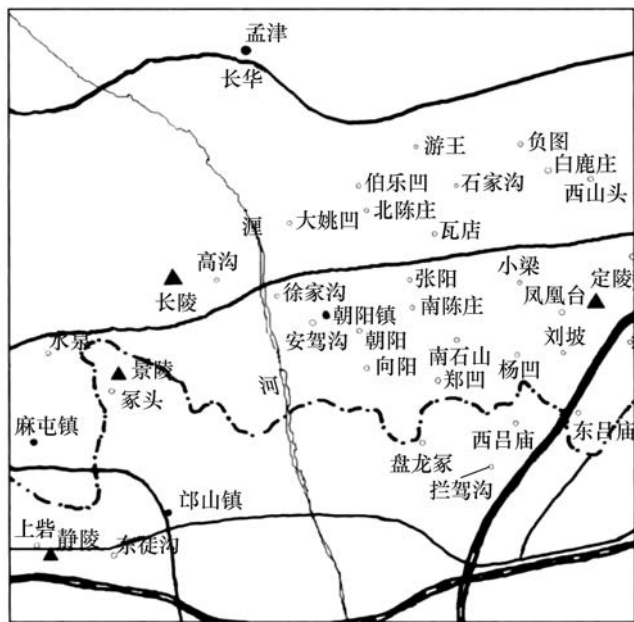 孟津
长华
游王
负图
白鹿庄
伯乐凹
石家沟
西山头
北陈庄
大姚凹
瓦店
瀍
高沟
张阳
小梁
定陵
长陵
徐家沟
凤凰台
南陈庄
朝阳镇
安驾沟
朝阳
刘坡
水泉
南石山
杨凹
景陵
向阳
郑凹
河
冢头
麻屯镇
西吕庙
东吕庙
盘龙冢
拦驾沟
邙山镇
上砦
静陵
东徒沟